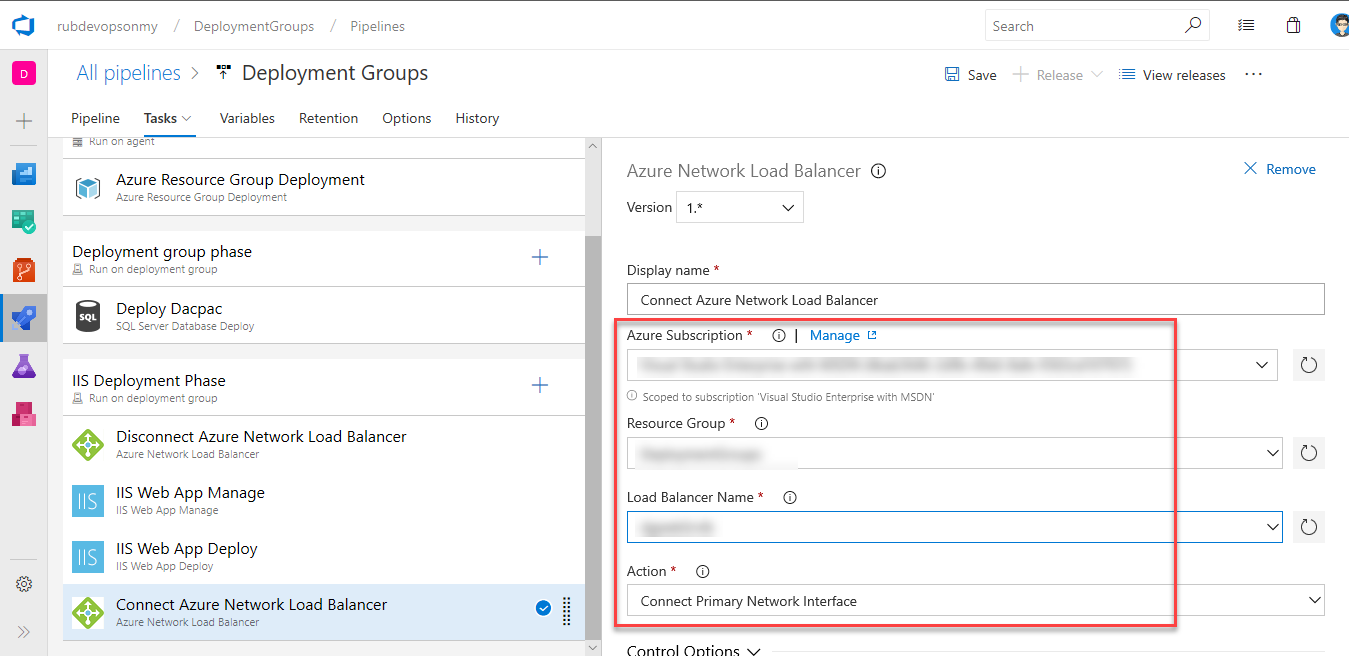 rubdevopsonmy / DeploymentGroups / Pipelines
Search
D
All pipelines > Deployment Groups
Save
Release
View releases
Pipeline
Tasks
Variables
Retention
Options
History
Run on agent
Azure Resource Group Deployment
Azure Resource Group Deployment
Deployment group phase
Run on deployment group
SQL
Deploy Dacpac
SQL Server Database Deploy
IIS Deployment Phase
Run on deployment group
Disconnect Azure Network Load Balancer
Azure Network Load Balancer
IIS
IIS Web App Manage
IIS Web App Manage
IIS
IIS Web App Deploy
IIS Web App Deploy
Connect Azure Network Load Balancer
Azure Network Load Balancer
Azure Network Load Balancer
Remove
Version 1.*
Display name *
Connect Azure Network Load Balancer
Azure Subscription * | Manage
Scoped to subscription 'Visual Studio Enterprise with MSDN'
Resource Group *
Load Balancer Name *
Action *
Connect Primary Network Interface
Control Options